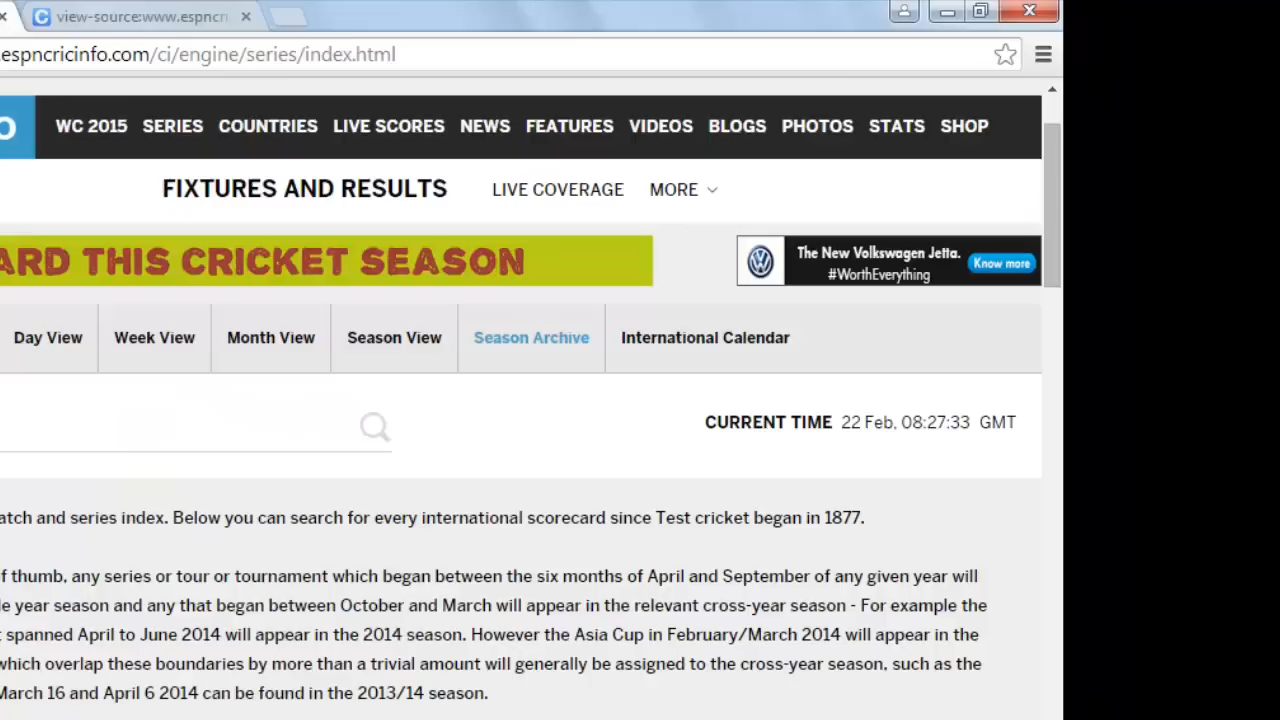 view-source:www.espncr
espncricinfo.com/ci/engine/series/index.html
WC 2015 SERIES COUNTRIES LIVE SCORES NEWS FEATURES VIDEOS BLOGS PHOTOS STATS SHOP
FIXTURES AND RESULTS LIVE COVERAGE MORE
ARD THIS CRICKET SEASON
The New Volkswagen Jetta.
#WorthEverything
Know more
Day View Week View Month View Season View Season Archive International Calendar
CURRENT TIME 22 Feb, 08:27:33 GMT
atch and series index. Below you can search for every international scorecard since Test cricket began in 1877.
f thumb, any series or tour or tournament which began between the six months of April and September of any given year will
le year season and any that began between October and March will appear in the relevant cross-year season - For example the
t spanned April to June 2014 will appear in the 2014 season. However the Asia Cup in February/March 2014 will appear in the
which overlap these boundaries by more than a trivial amount will generally be assigned to the cross-year season, such as the
March 16 and April 6 2014 can be found in the 2013/14 season.